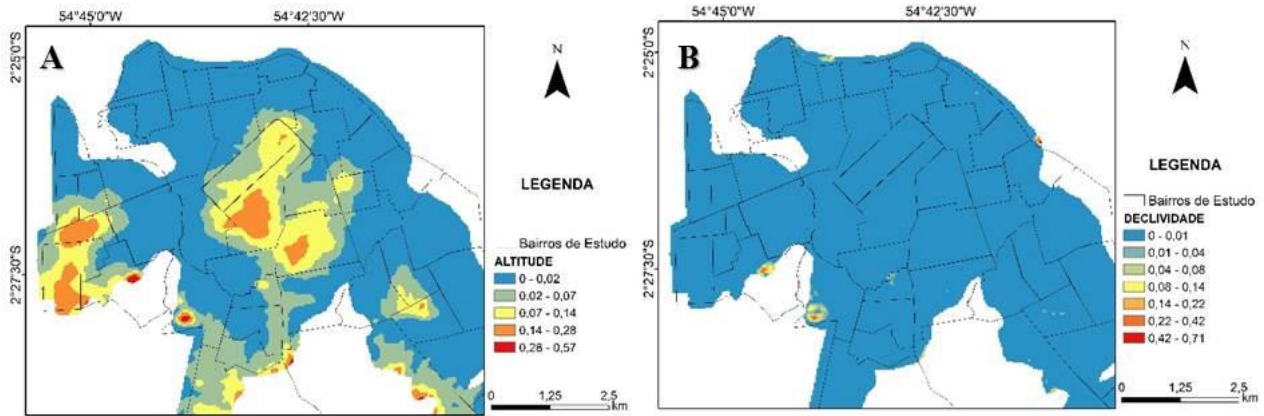 54°45'0"W
54°42'30"W
2°25'0"S
2°27'30"S
A
N
LEGENDA
Bairros de Estudo
ALTITUDE
0 - 0,02
0,02 - 0,07
0,07 - 0,14
0,14 - 0,28
0,28 - 0,57
0
1,25
2,5
km
54°45'0"W
54°42'30"W
2°25'0"S
2°27'30"S
B
N
LEGENDA
Bairros de Estudo
DECLIVIDADE
0 - 0,01
0,01 - 0,04
0,04 - 0,08
0,08 - 0,14
0,14 - 0,22
0,22 - 0,42
0,42 - 0,71
0
1,25
2,5
km